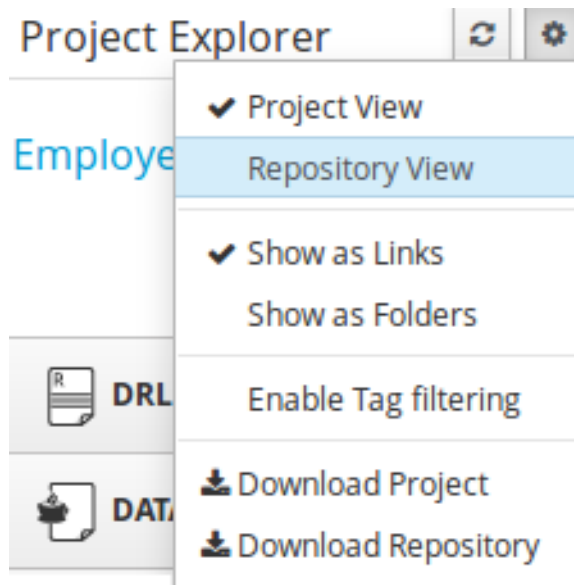 Project Explorer
Project View
Employe
Repository View
Show as Links
Show as Folders
R
DRL
Enable Tag filtering
Download Project
DATA
Download Repository